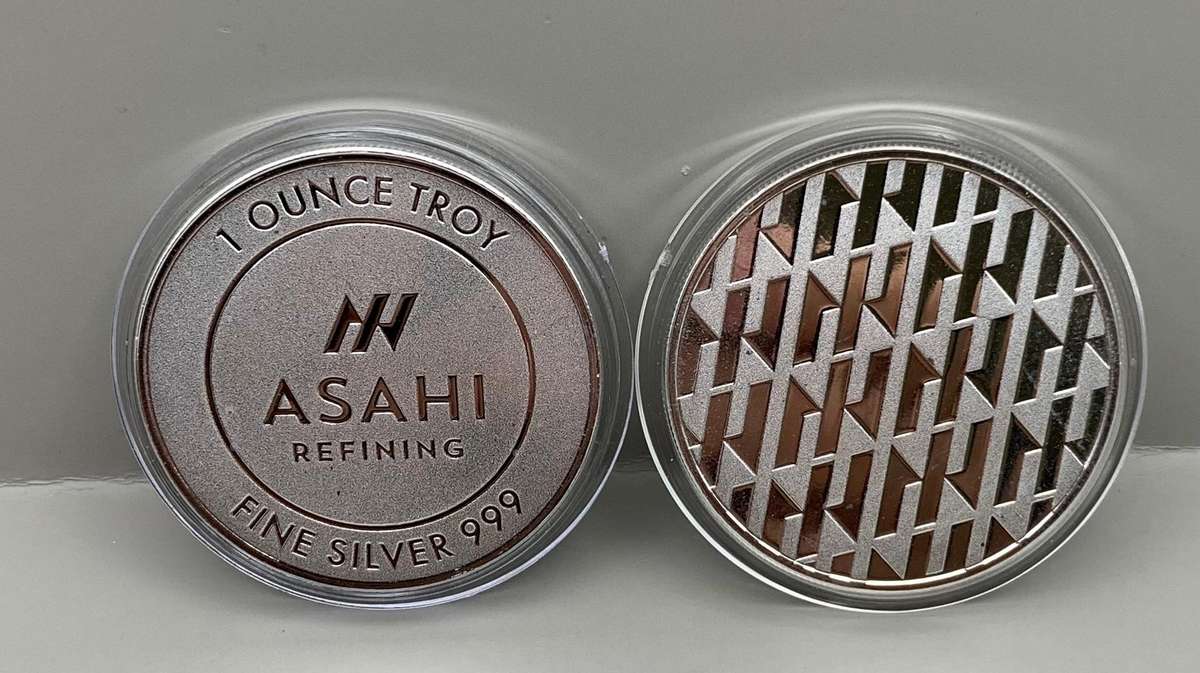 1 OUNCE TROY
ASAHI
REFINING
FINE SILVER 999